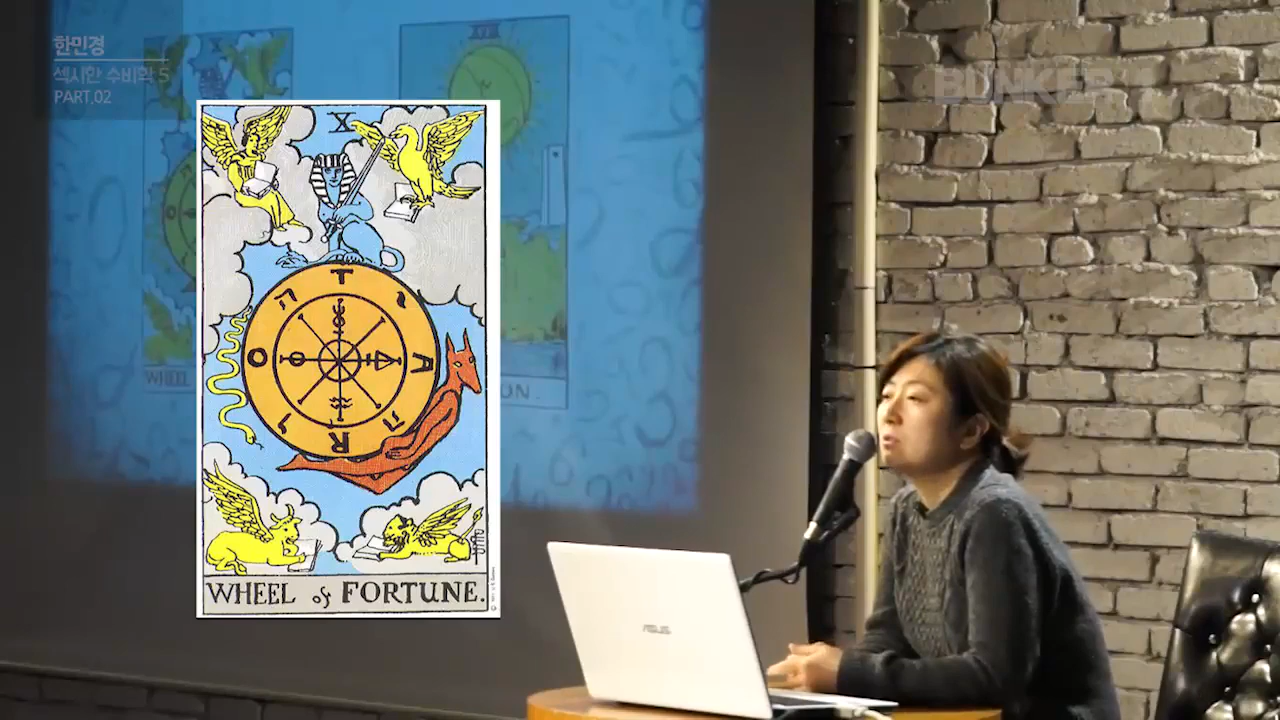 한민경
섹시한 수비학 5
PART.02
BUNKER 1
X
T
A
R
O
WHEEL of FORTUNE.
WHEEL
UN.
ASUS